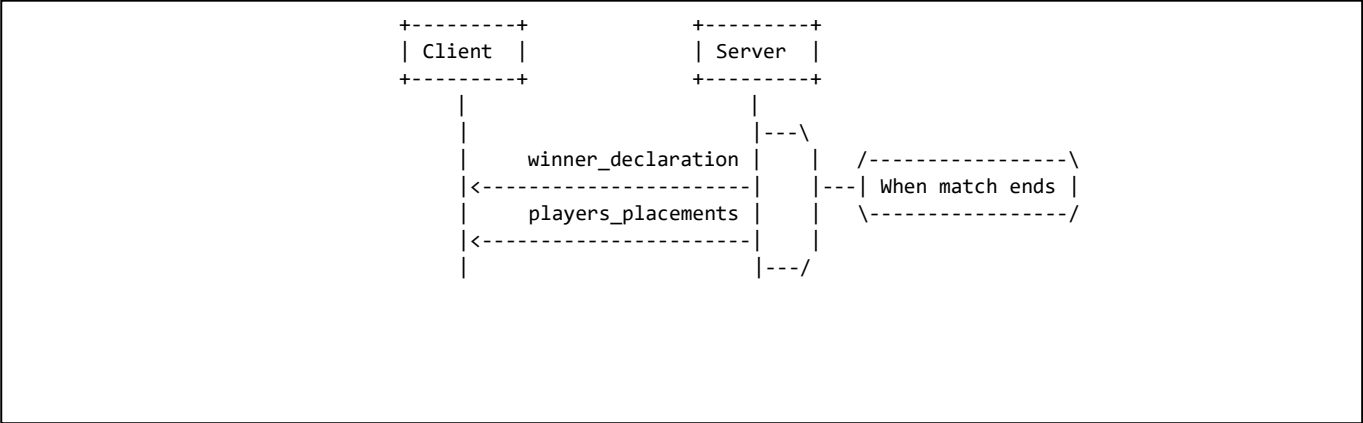 +---------+ +---------+
| Client | | Server |
+---------+ +---------+
| |
| |---\
| winner_declaration | | /-----------------\
|<-----------------------| |---| When match ends |
| players_placements | | \-----------------/
|<-----------------------| |
| |---/